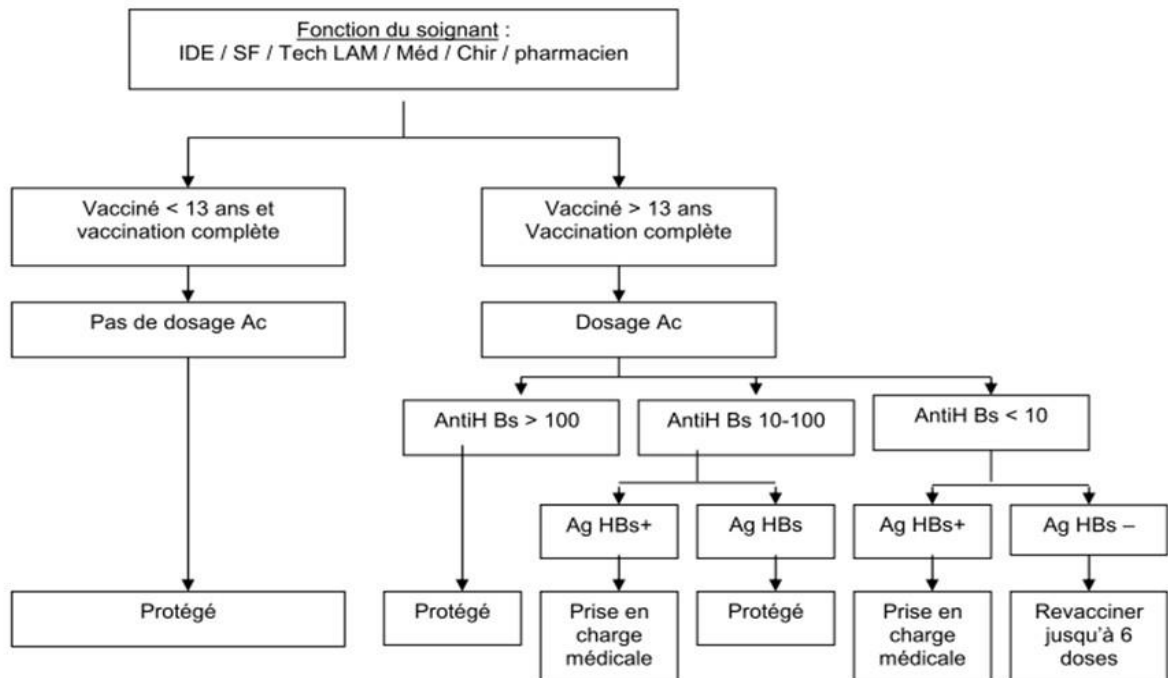 Fonction du soignant :
IDE / SF / Tech LAM / Méd / Chir / pharmacien
Vacciné < 13 ans et
vaccination complète
Vacciné > 13 ans
Vaccination complète
Pas de dosage Ac
Dosage Ac
AntiH Bs > 100
AntiH Bs 10-100
AntiH Bs < 10
Ag HBs+
Ag HBs
Ag HBs+
Ag HBs –
Protégé
Protégé
Prise en
charge
médicale
Protégé
Prise en
charge
médicale
Revacciner
jusqu'à 6
doses